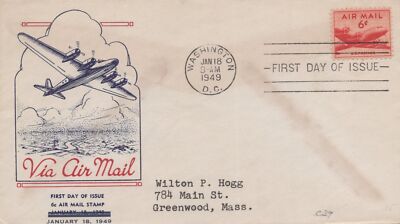 AIR MAIL
6¢
WASHINGTON
JAN 18
9-AM
1949
D.C.
FIRST DAY OF ISSUE
Via Air Mail
FIRST DAY OF ISSUE
6c AIR MAIL STAMP
JANUARY 18, 1949
Wilton P. Hogg
784 Main St.
Greenwood, Mass.